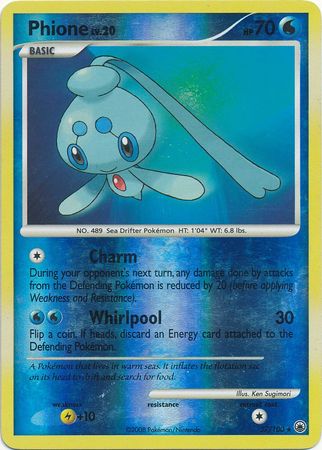 Phione LV.20 HP 70
BASIC
NO. 489 Sea Drifter Pokémon HT: 1'04" WT: 6.8 lbs.
Charm
During your opponent's next turn, any damage done by attacks
from the Defending Pokémon is reduced by 20 (before applying
Weakness and Resistance).
Whirlpool 30
Flip a coin. If heads, discard an Energy card attached to the
Defending Pokémon.
A Pokémon that lives in warm seas. It inflates the flotation sac
on its head to drift and search for food.
Illus. Ken Sugimori
weakness resistance retreat cost
+10
©2008 Pokémon/Nintendo /100